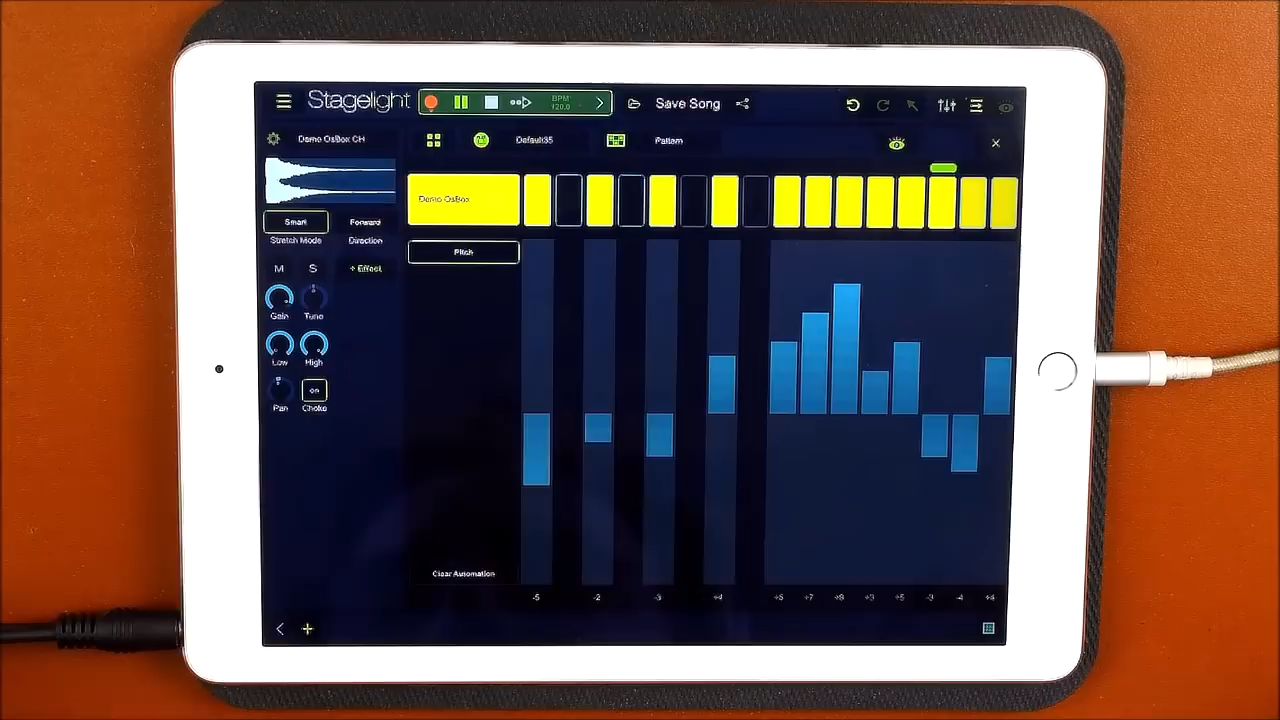 Stagelight
BPM
120.0
Save Song
Demo OsBox CH
Default35
Pattern
Demo OsBox
Smart
Forward
Stretch Mode
Direction
Pitch
M
S
+ Effect
Gain
Tune
Low
High
on
Pan
Choke
Clear Automation
-5
-2
-3
+4
+5
+7
+9
+3
+5
-3
-4
+4